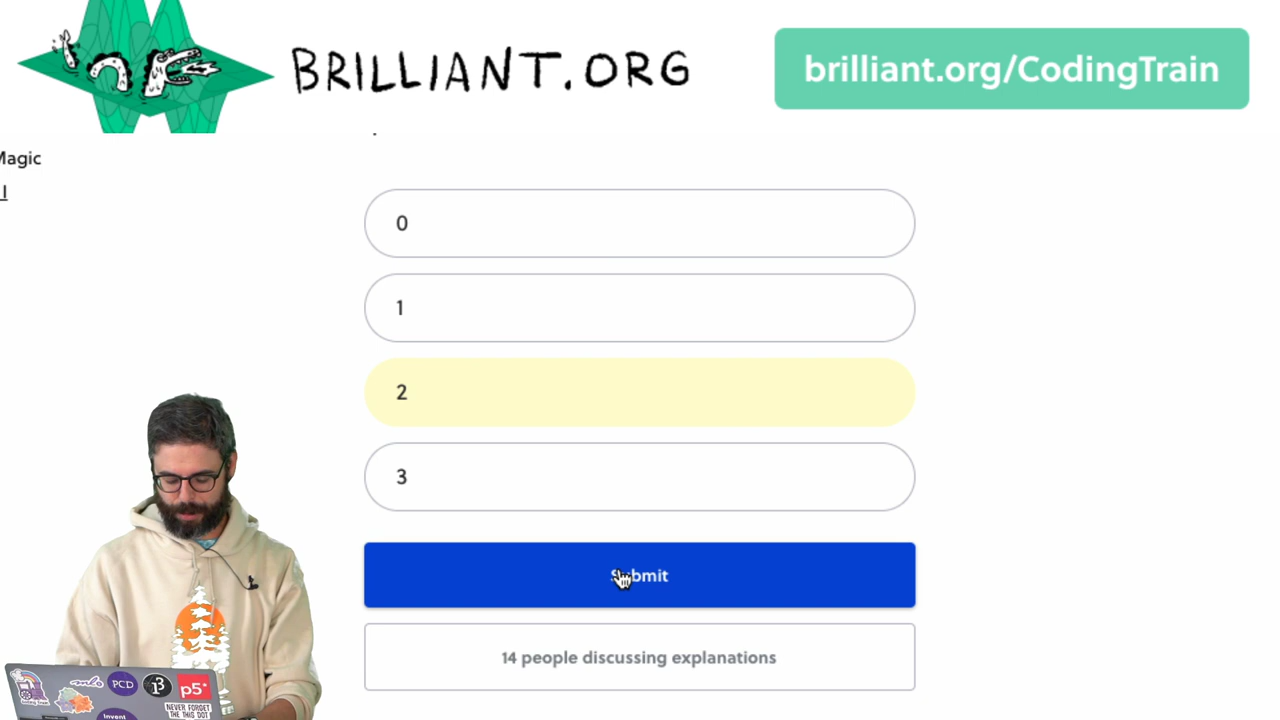 BRILLIANT.ORG
brilliant.org/CodingTrain
Magic
0
1
2
3
Submit
14 people discussing explanations
PCD
p5*
NEVER FORGET
THE THIS DOT
Invent